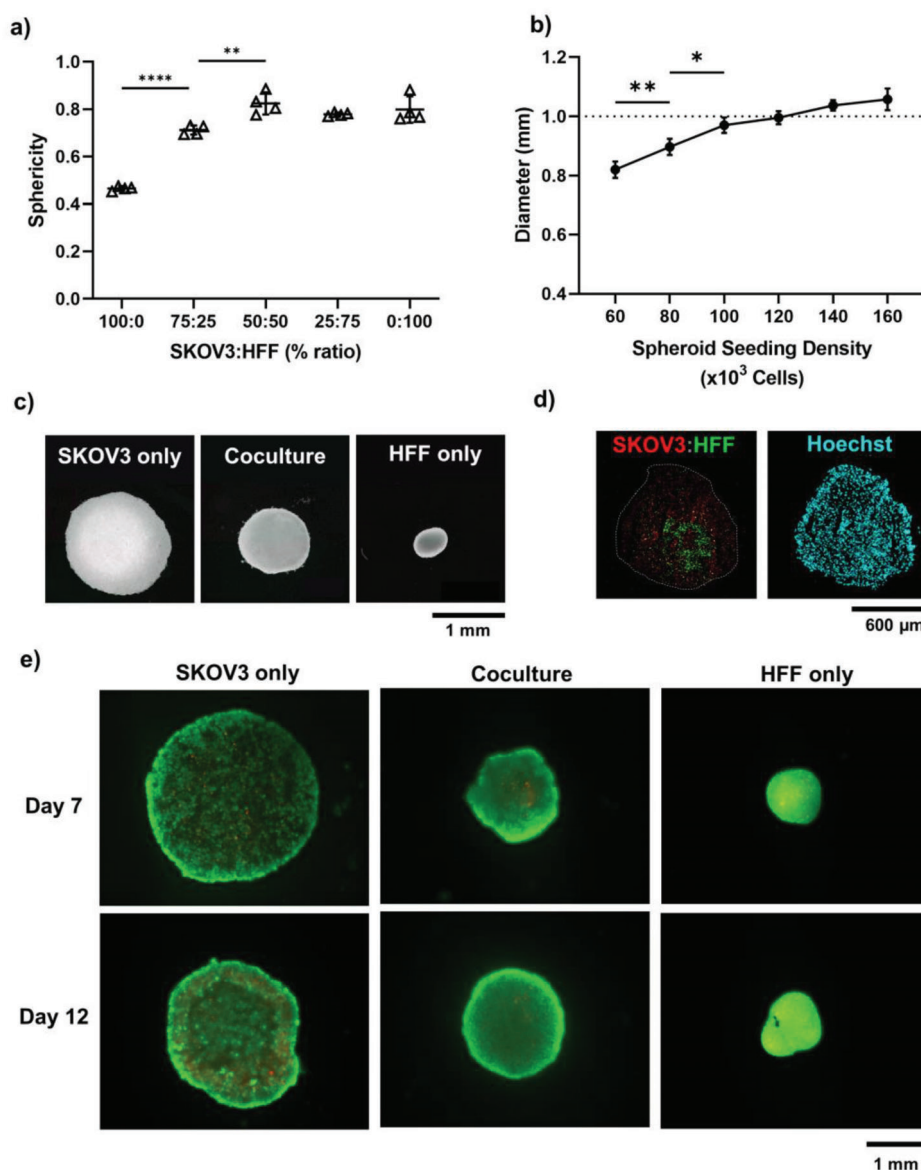 a)
**** 
**
1.0
0.8
0.6
0.4
0.2
0.0
Sphericity
100:0 75:25 50:50 25:75 0:100
SKOV3:HFF (% ratio)
b)
**
*
1.2
1.0
0.8
0.6
0.4
Diameter (mm)
60 80 100 120 140 160
Spheroid Seeding Density
(x10³ Cells)
c)
SKOV3 only Coculture HFF only
1 mm
d)
SKOV3:HFF Hoechst
600 µm
e)
SKOV3 only Coculture HFF only
Day 7
Day 12
1 mm